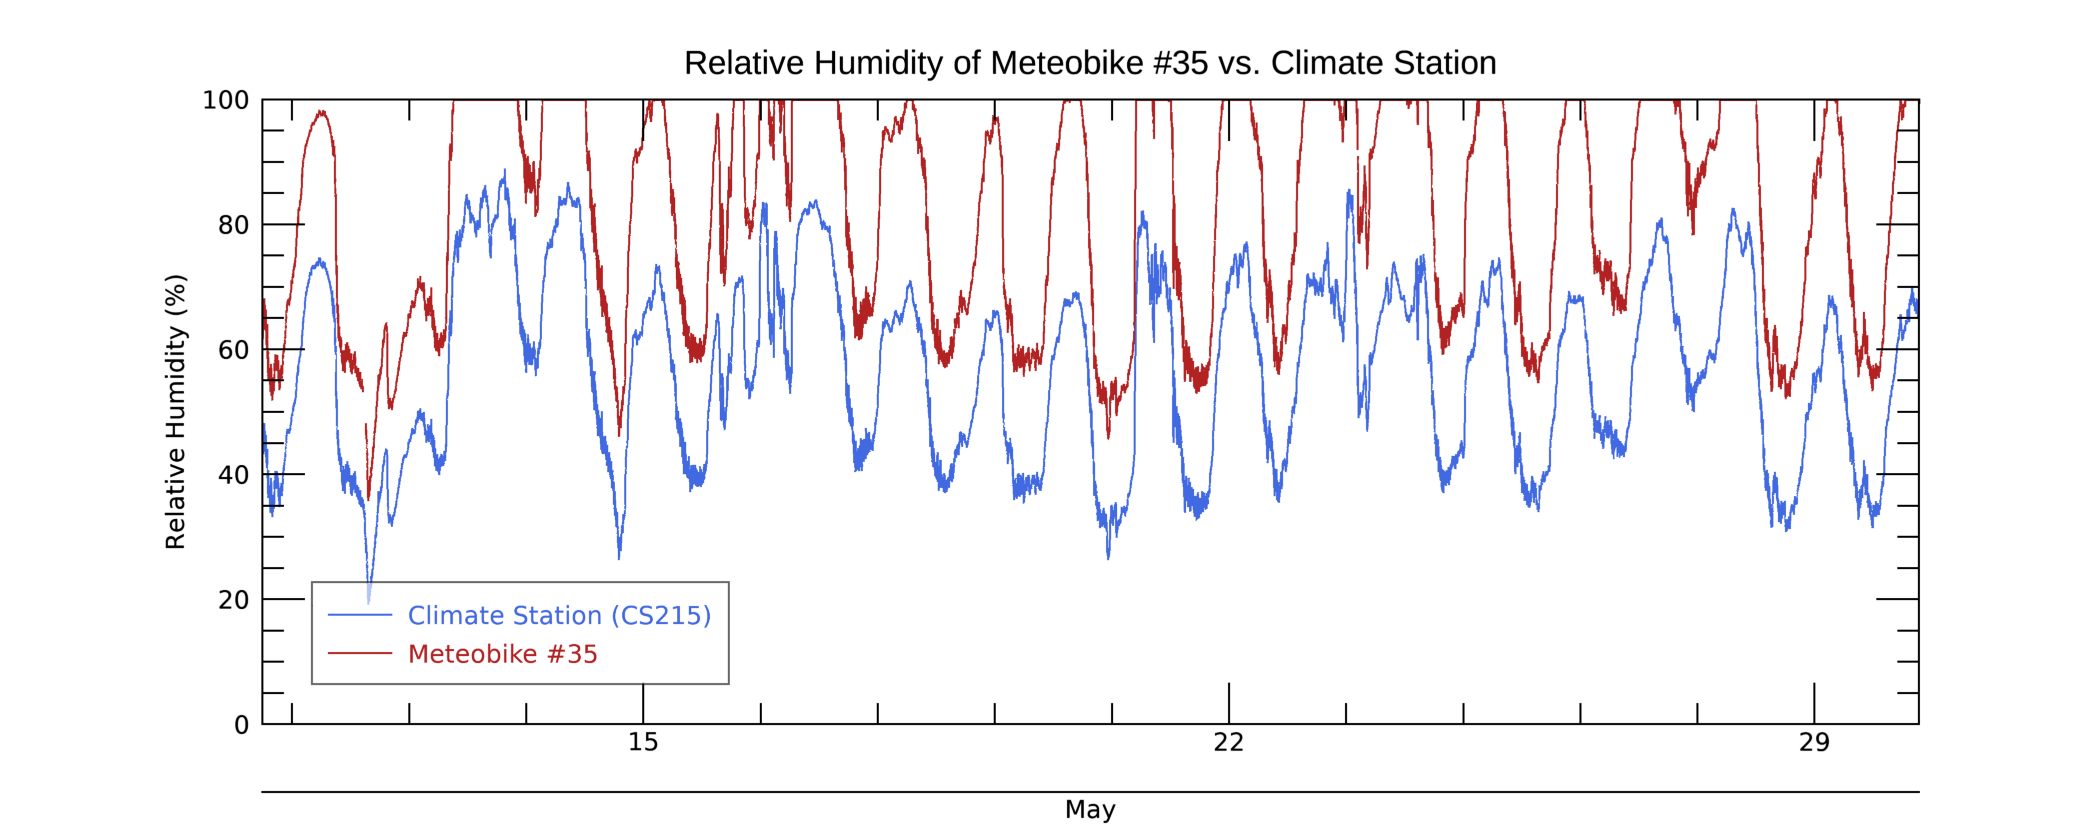 Relative Humidity of Meteobike #35 vs. Climate Station
Relative Humidity (%)
100
80
60
40
20
0
Climate Station (CS215)
Meteobike #35
15 22 29
May